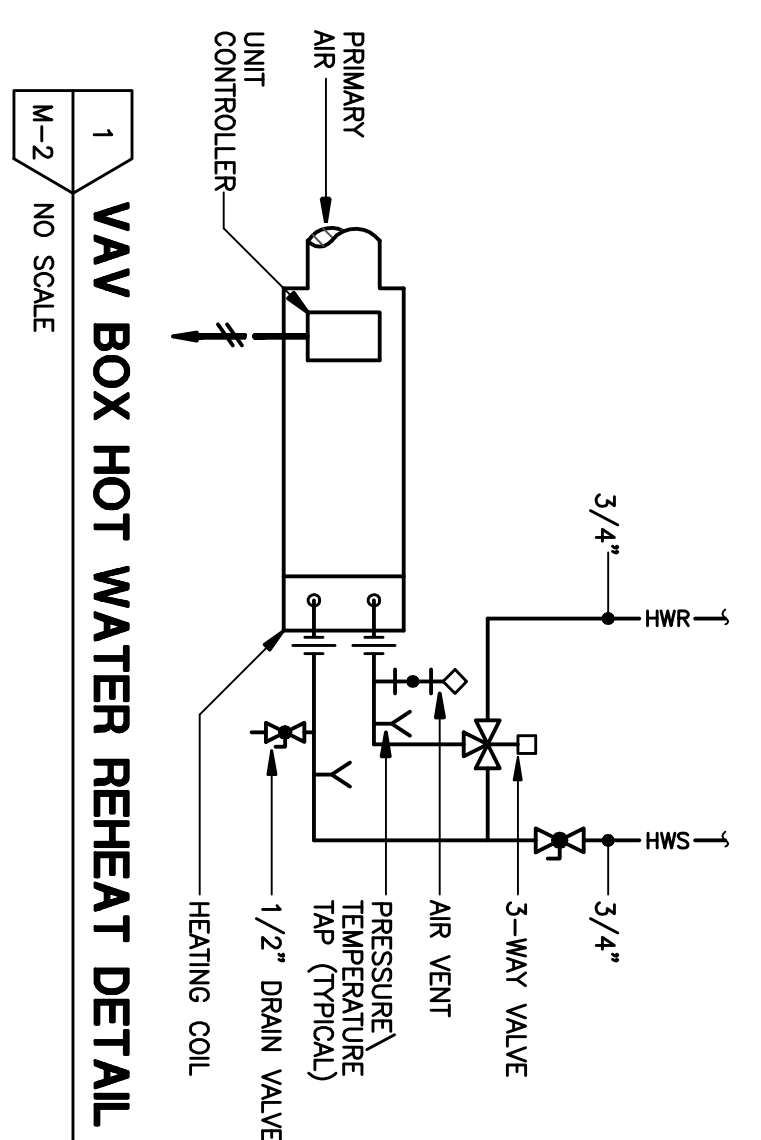 3/4"
HWR
HWS
3/4"
PRIMARY
AIR
UNIT
CONTROLLER
3-WAY VALVE
AIR VENT
PRESSURE\
TEMPERATURE
TAP (TYPICAL)
1/2" DRAIN VALVE
HEATING COIL
1
VAV BOX HOT WATER REHEAT DETAIL
M-2
NO SCALE